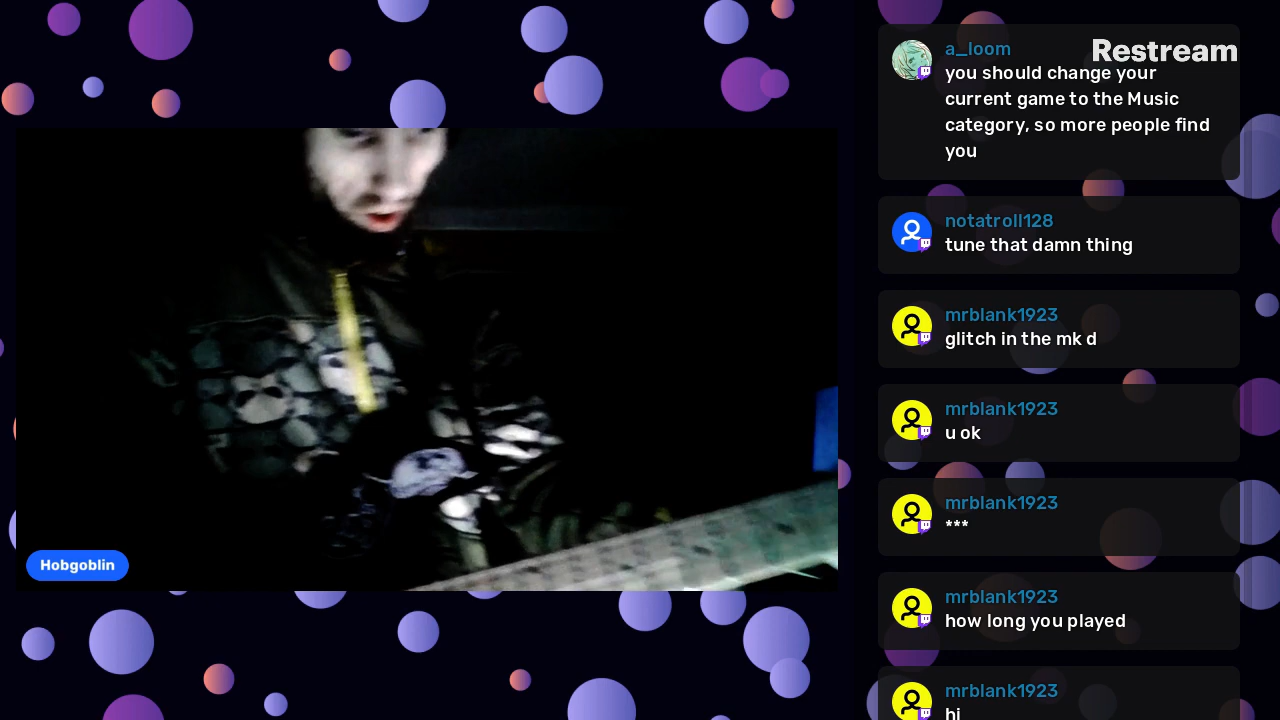 Restream
a_loom
you should change your
current game to the Music
category, so more people find
you
notatroll128
tune that damn thing
mrblank1923
glitch in the mk d
mrblank1923
u ok
mrblank1923
***
mrblank1923
how long you played
mrblank1923
hi
Hobgoblin